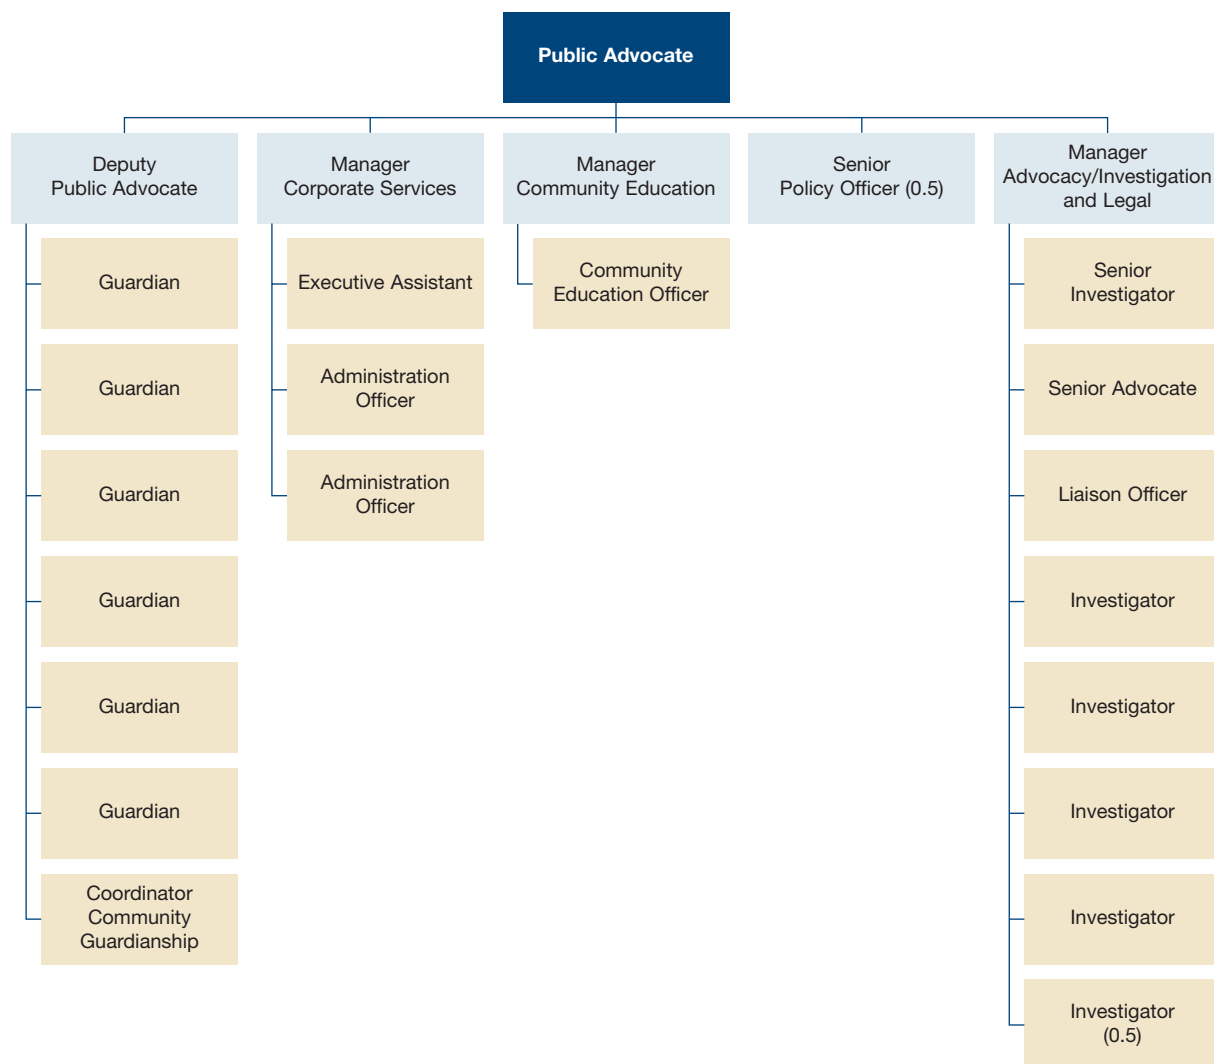 Public Advocate
Deputy
Public Advocate
Manager
Corporate Services
Manager
Community Education
Senior
Policy Officer (0.5)
Manager
Advocacy/Investigation
and Legal
Guardian
Guardian
Guardian
Guardian
Guardian
Guardian
Coordinator
Community
Guardianship
Executive Assistant
Administration
Officer
Administration
Officer
Community
Education Officer
Senior
Investigator
Senior Advocate
Liaison Officer
Investigator
Investigator
Investigator
Investigator
Investigator
(0.5)